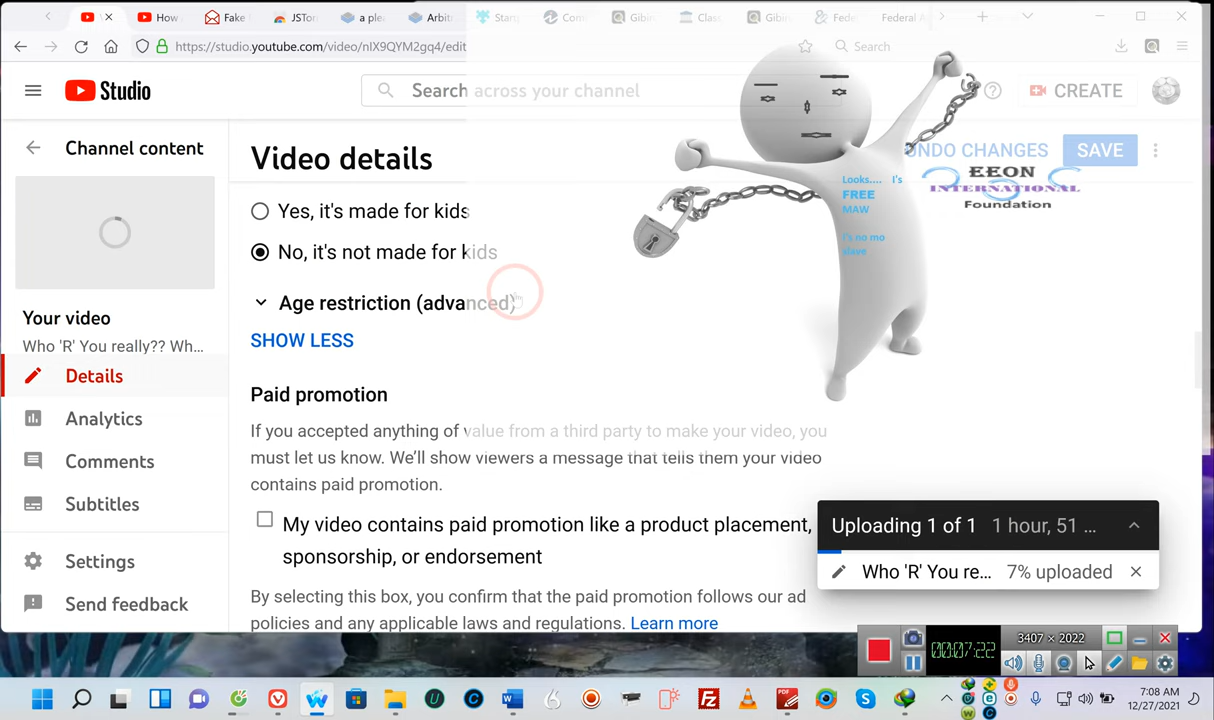 How
Fake
JSTon
a ple
Arbit
Startu
Com
Gibin
Class
Gibin
Fede
Federal A
https://studio.youtube.com/video/nIX9QYM2gq4/edit
Search
Studio
Search across your channel
CREATE
Channel content
Video details
UNDO CHANGES
SAVE
Looks.... I's
FREE
MAW
I's no mo
slave
EEON
INTERNATIONAL
Foundation
Yes, it's made for kids
No, it's not made for kids
Age restriction (advanced)
SHOW LESS
Your video
Who 'R' You really?? Wh...
Details
Analytics
Comments
Subtitles
Settings
Send feedback
Paid promotion
If you accepted anything of value from a third party to make your video, you
must let us know. We'll show viewers a message that tells them your video
contains paid promotion.
My video contains paid promotion like a product placement,
sponsorship, or endorsement
By selecting this box, you confirm that the paid promotion follows our ad
policies and any applicable laws and regulations. Learn more
Uploading 1 of 1 1 hour, 51 ...
Who 'R' You re... 7% uploaded
00:07:22
3407 × 2022
7:08 AM
12/27/2021